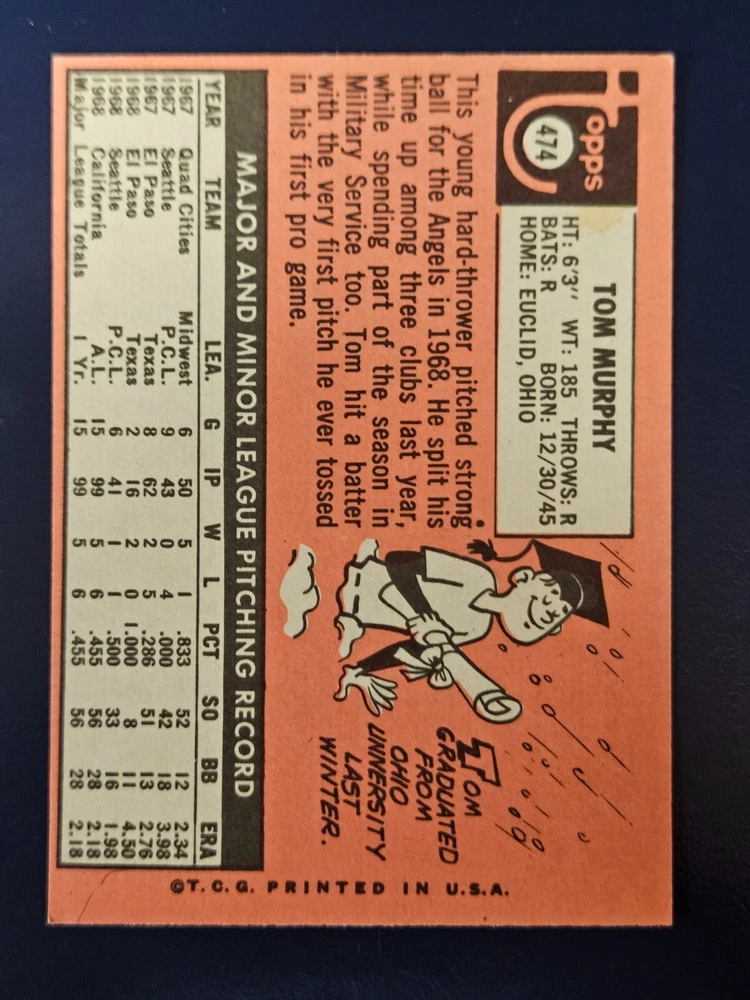 Topps
474
TOM MURPHY
HT: 6'3" WT: 185 THROWS: R
BATS: R BORN: 12/30/45
HOME: EUCLID, OHIO
This young hard-thrower pitched strong
ball for the Angels in 1968. He split his
time up among three clubs last year,
while spending part of the season in
Military Service too. Tom hit a batter
with the very first pitch he ever tossed
in his first pro game.
TOM
GRADUATED
FROM
OHIO
UNIVERSITY
LAST
WINTER.
MAJOR AND MINOR LEAGUE PITCHING RECORD
YEAR TEAM LEA. G IP W L PCT SO BB ERA
1967 Quad Cities Midwest 6 50 5 1 .833 52 12 2.34
1967 Seattle P.C.L. 9 43 0 4 .000 42 18 3.98
1967 El Paso Texas 8 62 2 5 .286 51 13 2.76
1968 El Paso Texas 2 16 2 0 1.000 8 11 4.50
1968 Seattle P.C.L. 6 41 1 1 .500 33 16 1.98
1968 California A.L. 15 99 5 6 .455 56 28 2.18
Major League Totals 1 Yr. 15 99 5 6 .455 56 28 2.18
©T.C.G. PRINTED IN U.S.A.